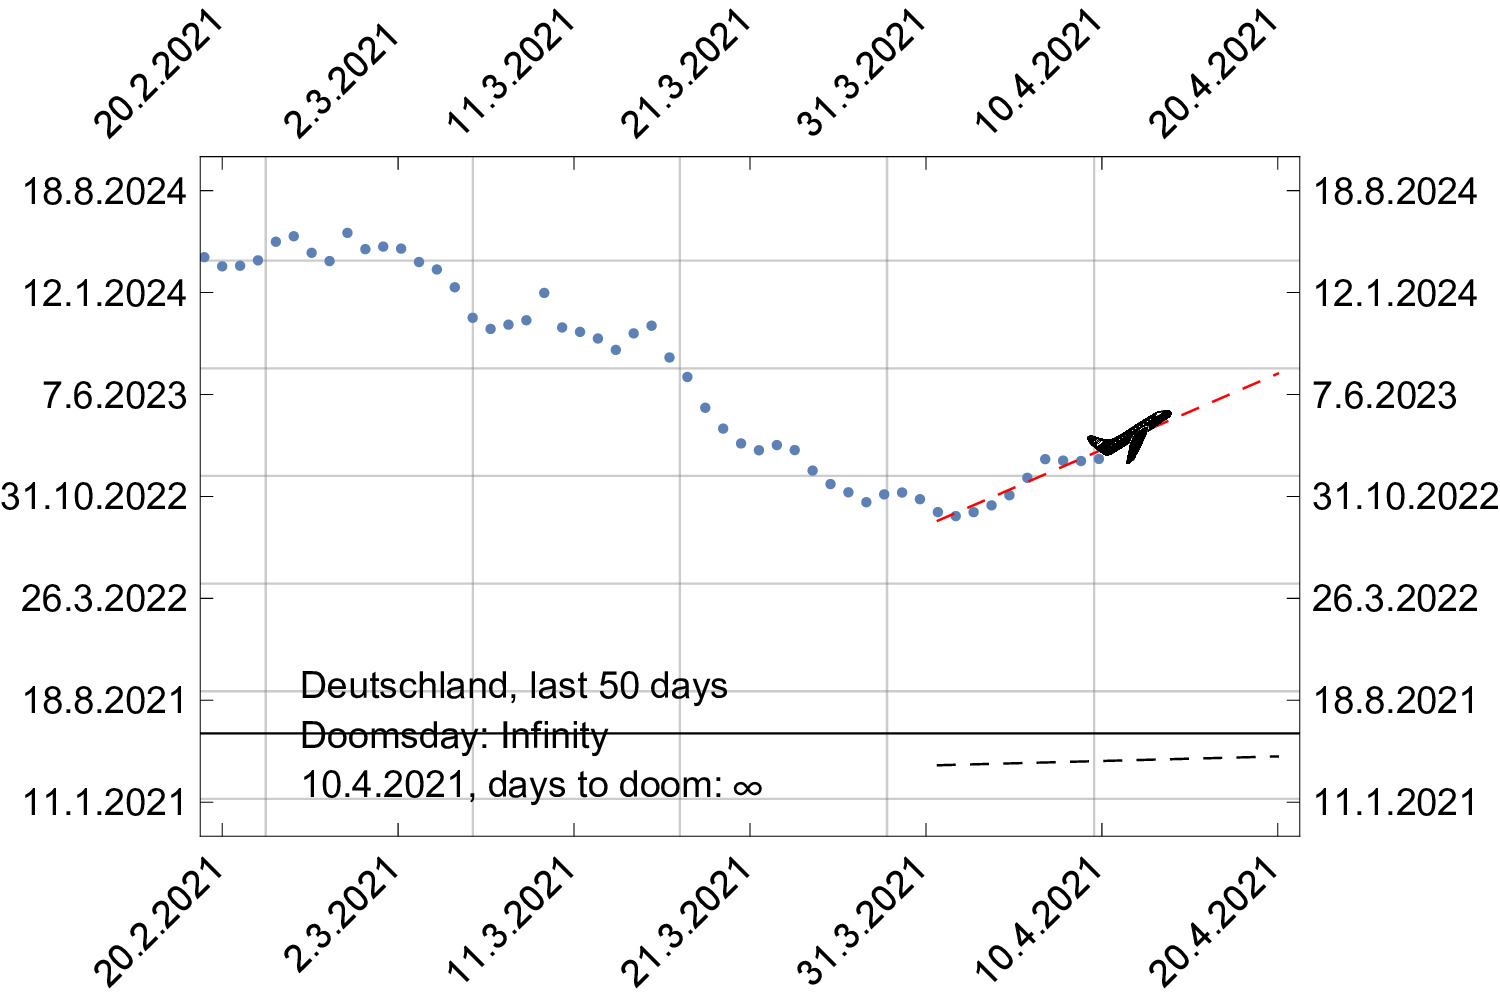 20.2.2021 2.3.2021 11.3.2021 21.3.2021 31.3.2021 10.4.2021 20.4.2021
18.8.2024 18.8.2024
12.1.2024 12.1.2024
7.6.2023 7.6.2023
31.10.2022 31.10.2022
26.3.2022 26.3.2022
Deutschland, last 50 days
18.8.2021 18.8.2021
Doomsday: Infinity
10.4.2021, days to doom: ∞
11.1.2021 11.1.2021
20.2.2021 2.3.2021 11.3.2021 21.3.2021 31.3.2021 10.4.2021 20.4.2021